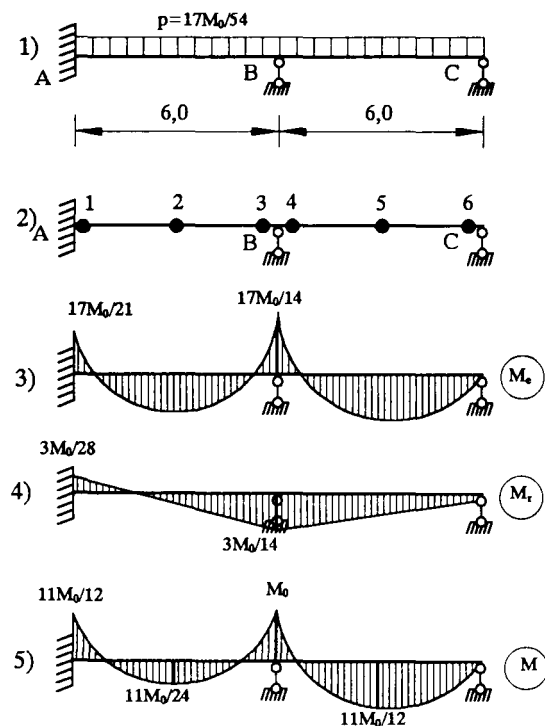 1)
p=17M₀/54
A
B
C
6,0
6,0
2)
1
2
3
4
5
6
A
B
C
3)
17M₀/21
17M₀/14
Mₑ
4)
3M₀/28
3M₀/14
Mᵣ
5)
11M₀/12
M₀
11M₀/24
11M₀/12
M